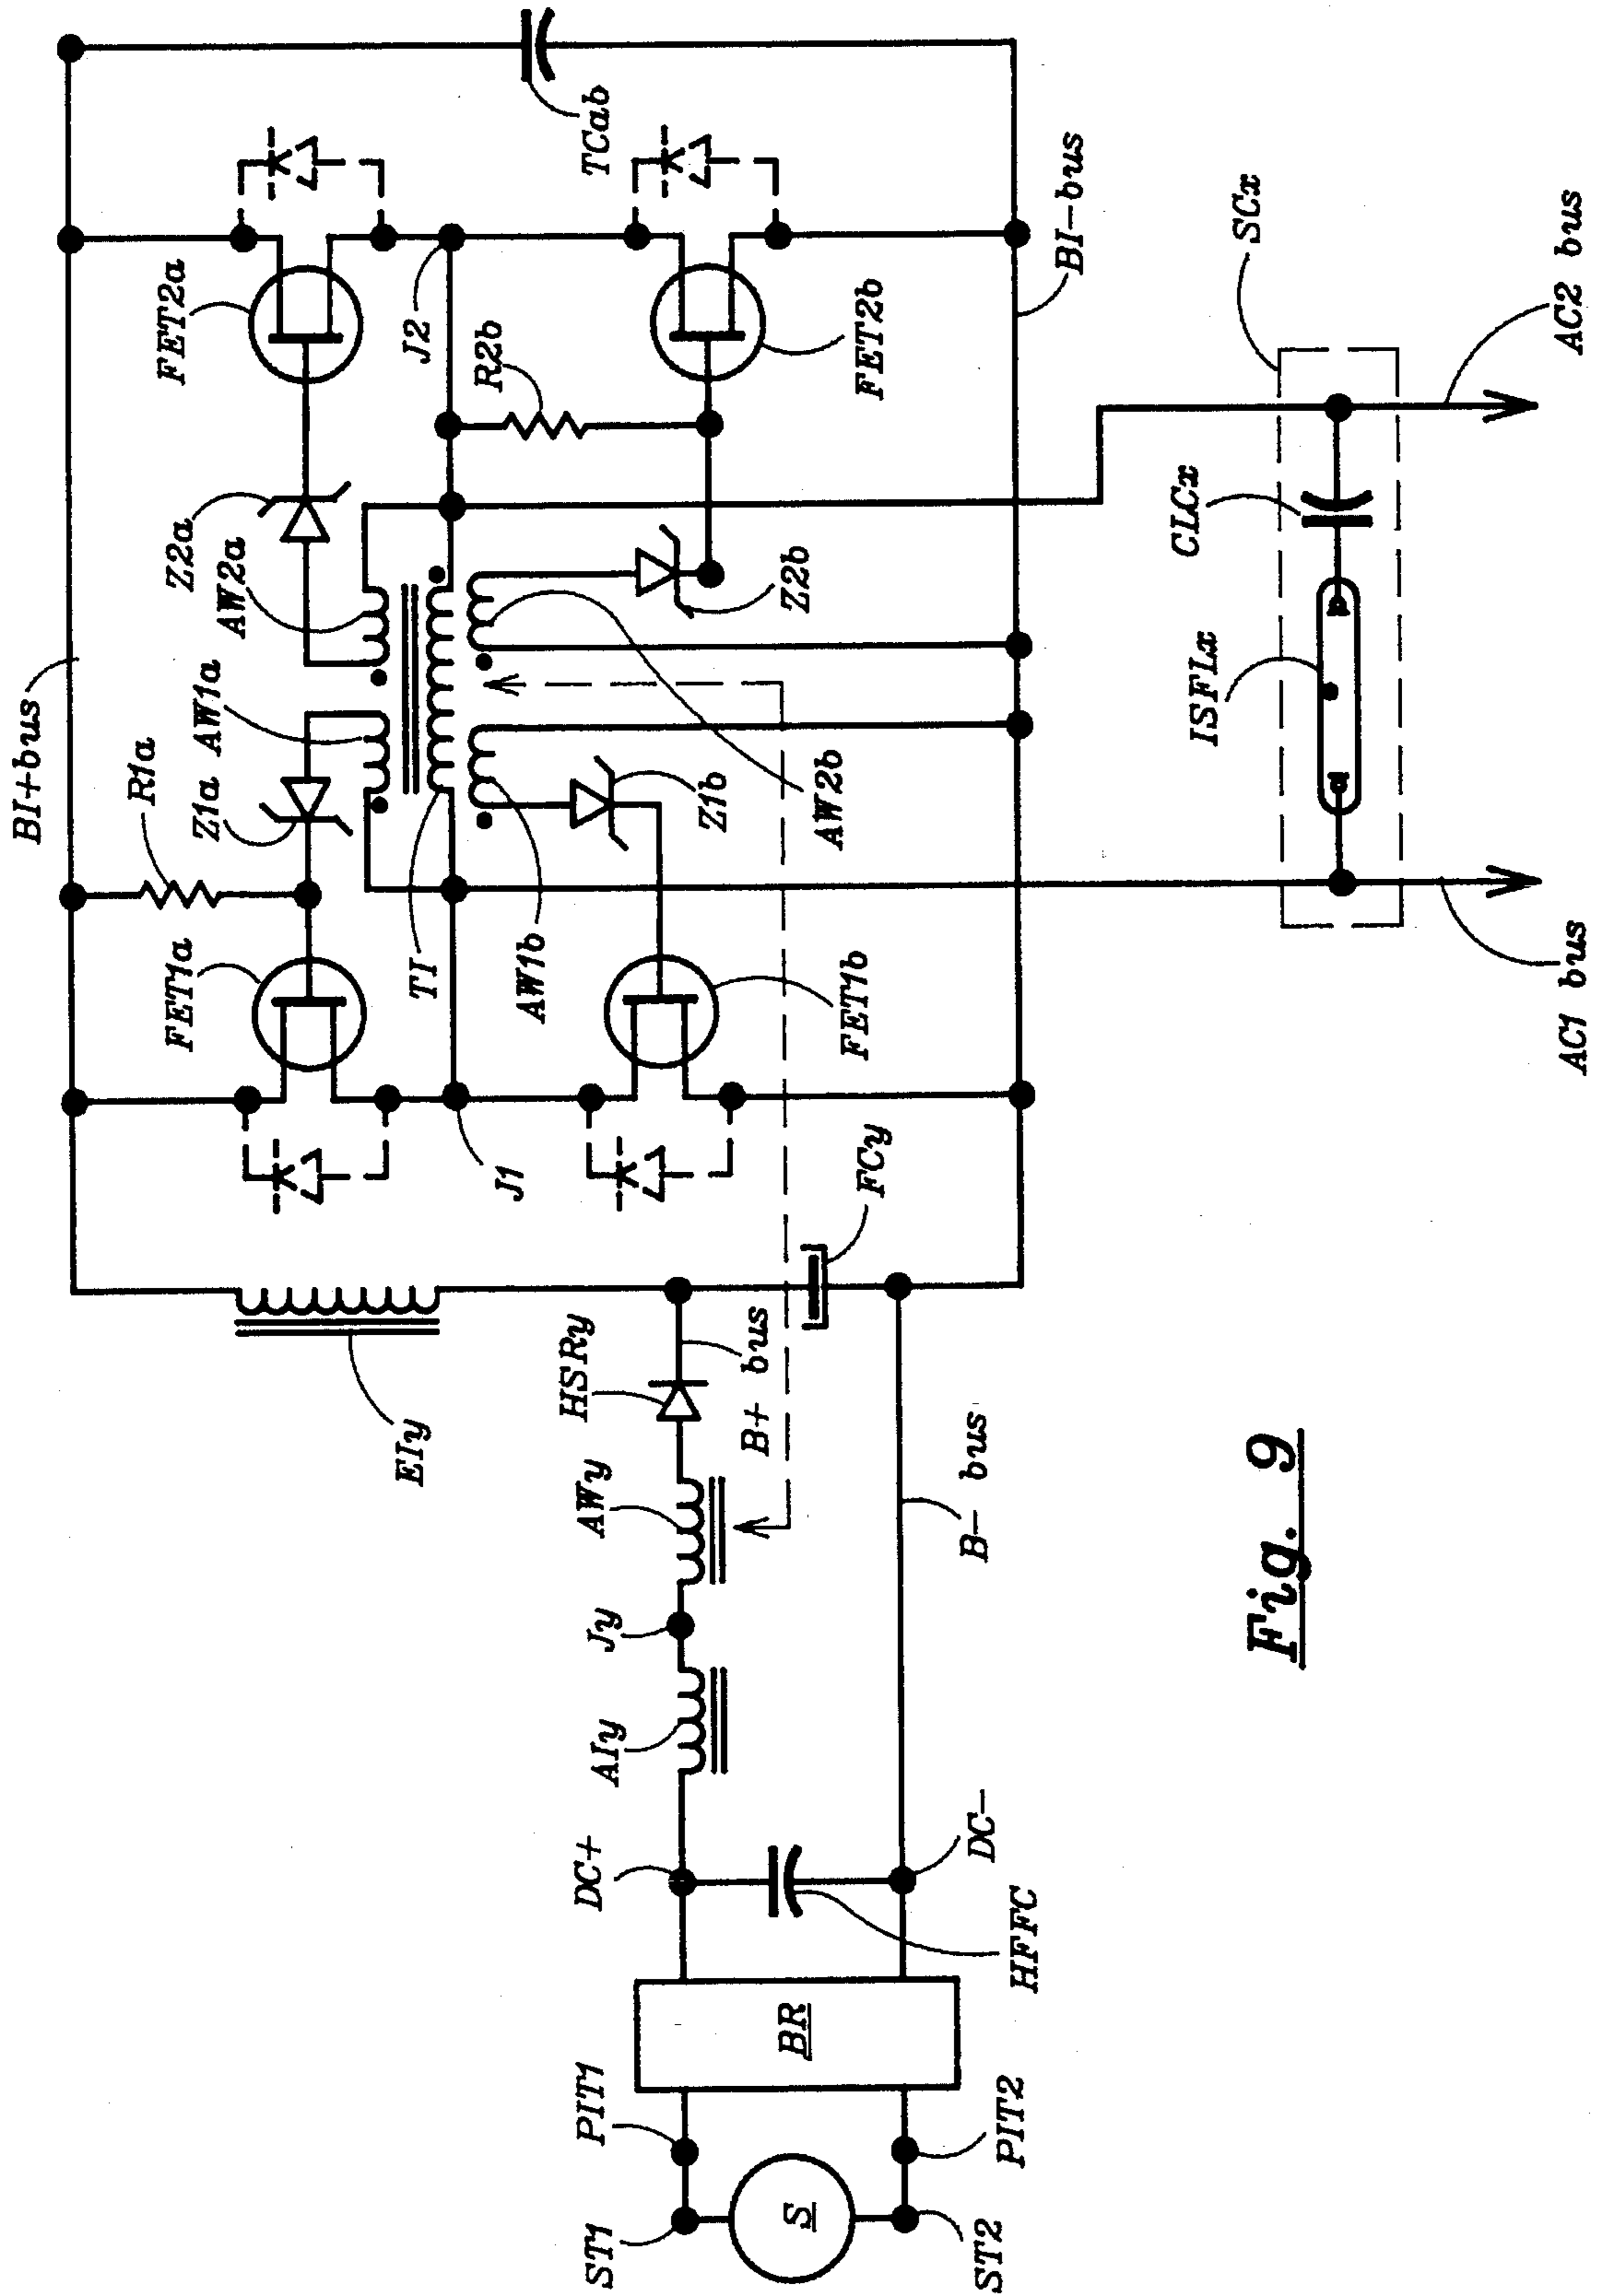 BI+bus
FET2a
TCab
J2
R2b
FET2b
BI-bus
SCx
AC2 bus
Z2a
AW2a
Z2b
CLCx
ISFLx
AW1a
Z1a
R1a
Z1b
AW2b
TI
AW1b
FET1a
FET1b
AC1 bus
J1
FCy
EIy
HSRy
B+ bus
AWy
B- bus
Jy
AIy
DC+
DC-
HFFC
BR
PIT1
PIT2
ST1
S
ST2
Fig. 9